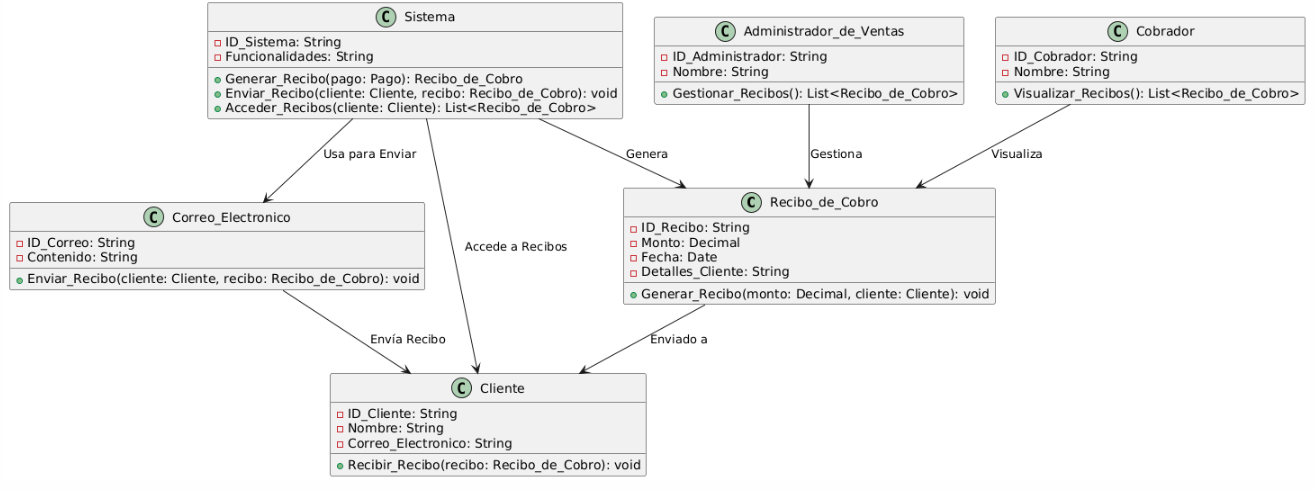 C Sistema
ID_Sistema: String
Funcionalidades: String
Generar_Recibo(pago: Pago): Recibo_de_Cobro
Enviar_Recibo(cliente: Cliente, recibo: Recibo_de_Cobro): void
Acceder_Recibos(cliente: Cliente): List<Recibo_de_Cobro>
C Administrador_de_Ventas
ID_Administrador: String
Nombre: String
Gestionar_Recibos(): List<Recibo_de_Cobro>
C Cobrador
ID_Cobrador: String
Nombre: String
Visualizar_Recibos(): List<Recibo_de_Cobro>
Usa para Enviar
Genera
Gestiona
Visualiza
C Correo_Electronico
ID_Correo: String
Contenido: String
Enviar_Recibo(cliente: Cliente, recibo: Recibo_de_Cobro): void
Accede a Recibos
C Recibo_de_Cobro
ID_Recibo: String
Monto: Decimal
Fecha: Date
Detalles_Cliente: String
Generar_Recibo(monto: Decimal, cliente: Cliente): void
Envía Recibo
Enviado a
C Cliente
ID_Cliente: String
Nombre: String
Correo_Electronico: String
Recibir_Recibo(recibo: Recibo_de_Cobro): void